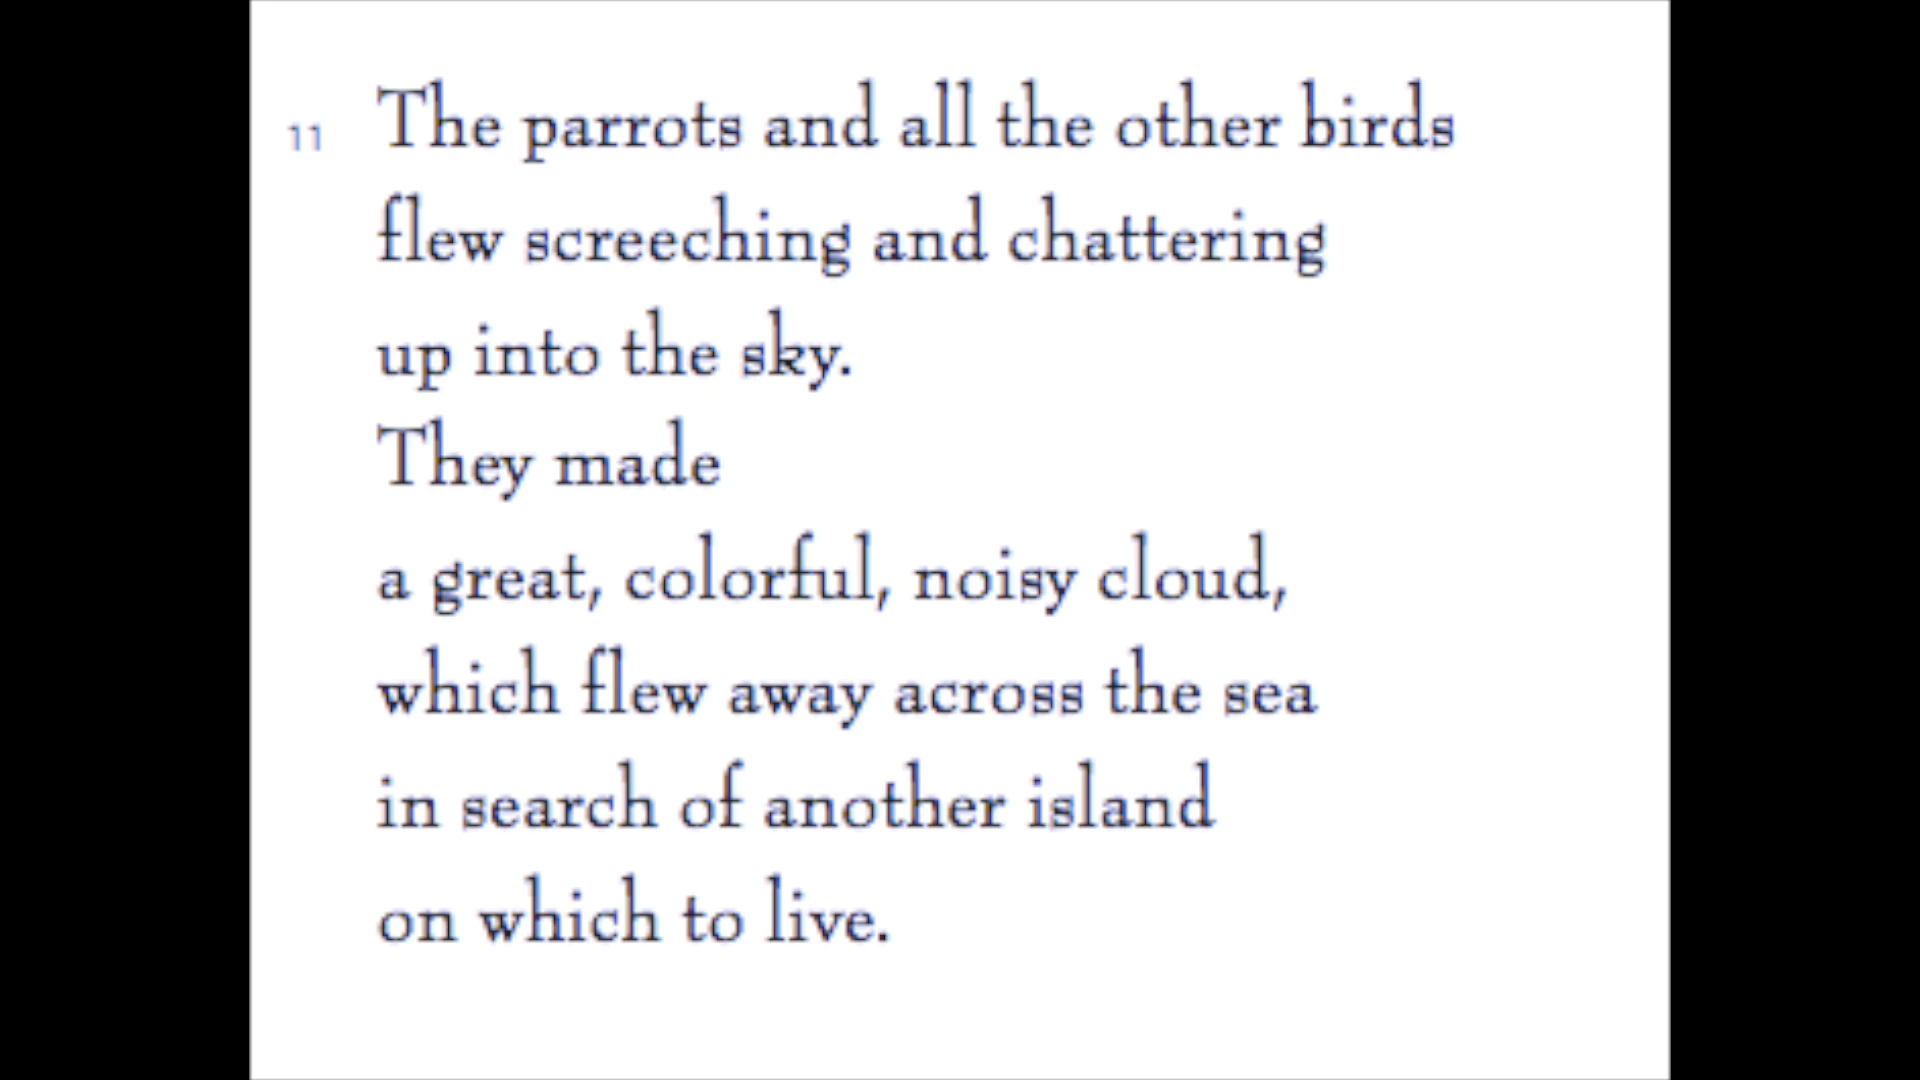 11 The parrots and all the other birds
flew screeching and chattering
up into the sky.
They made
a great, colorful, noisy cloud,
which flew away across the sea
in search of another island
on which to live.